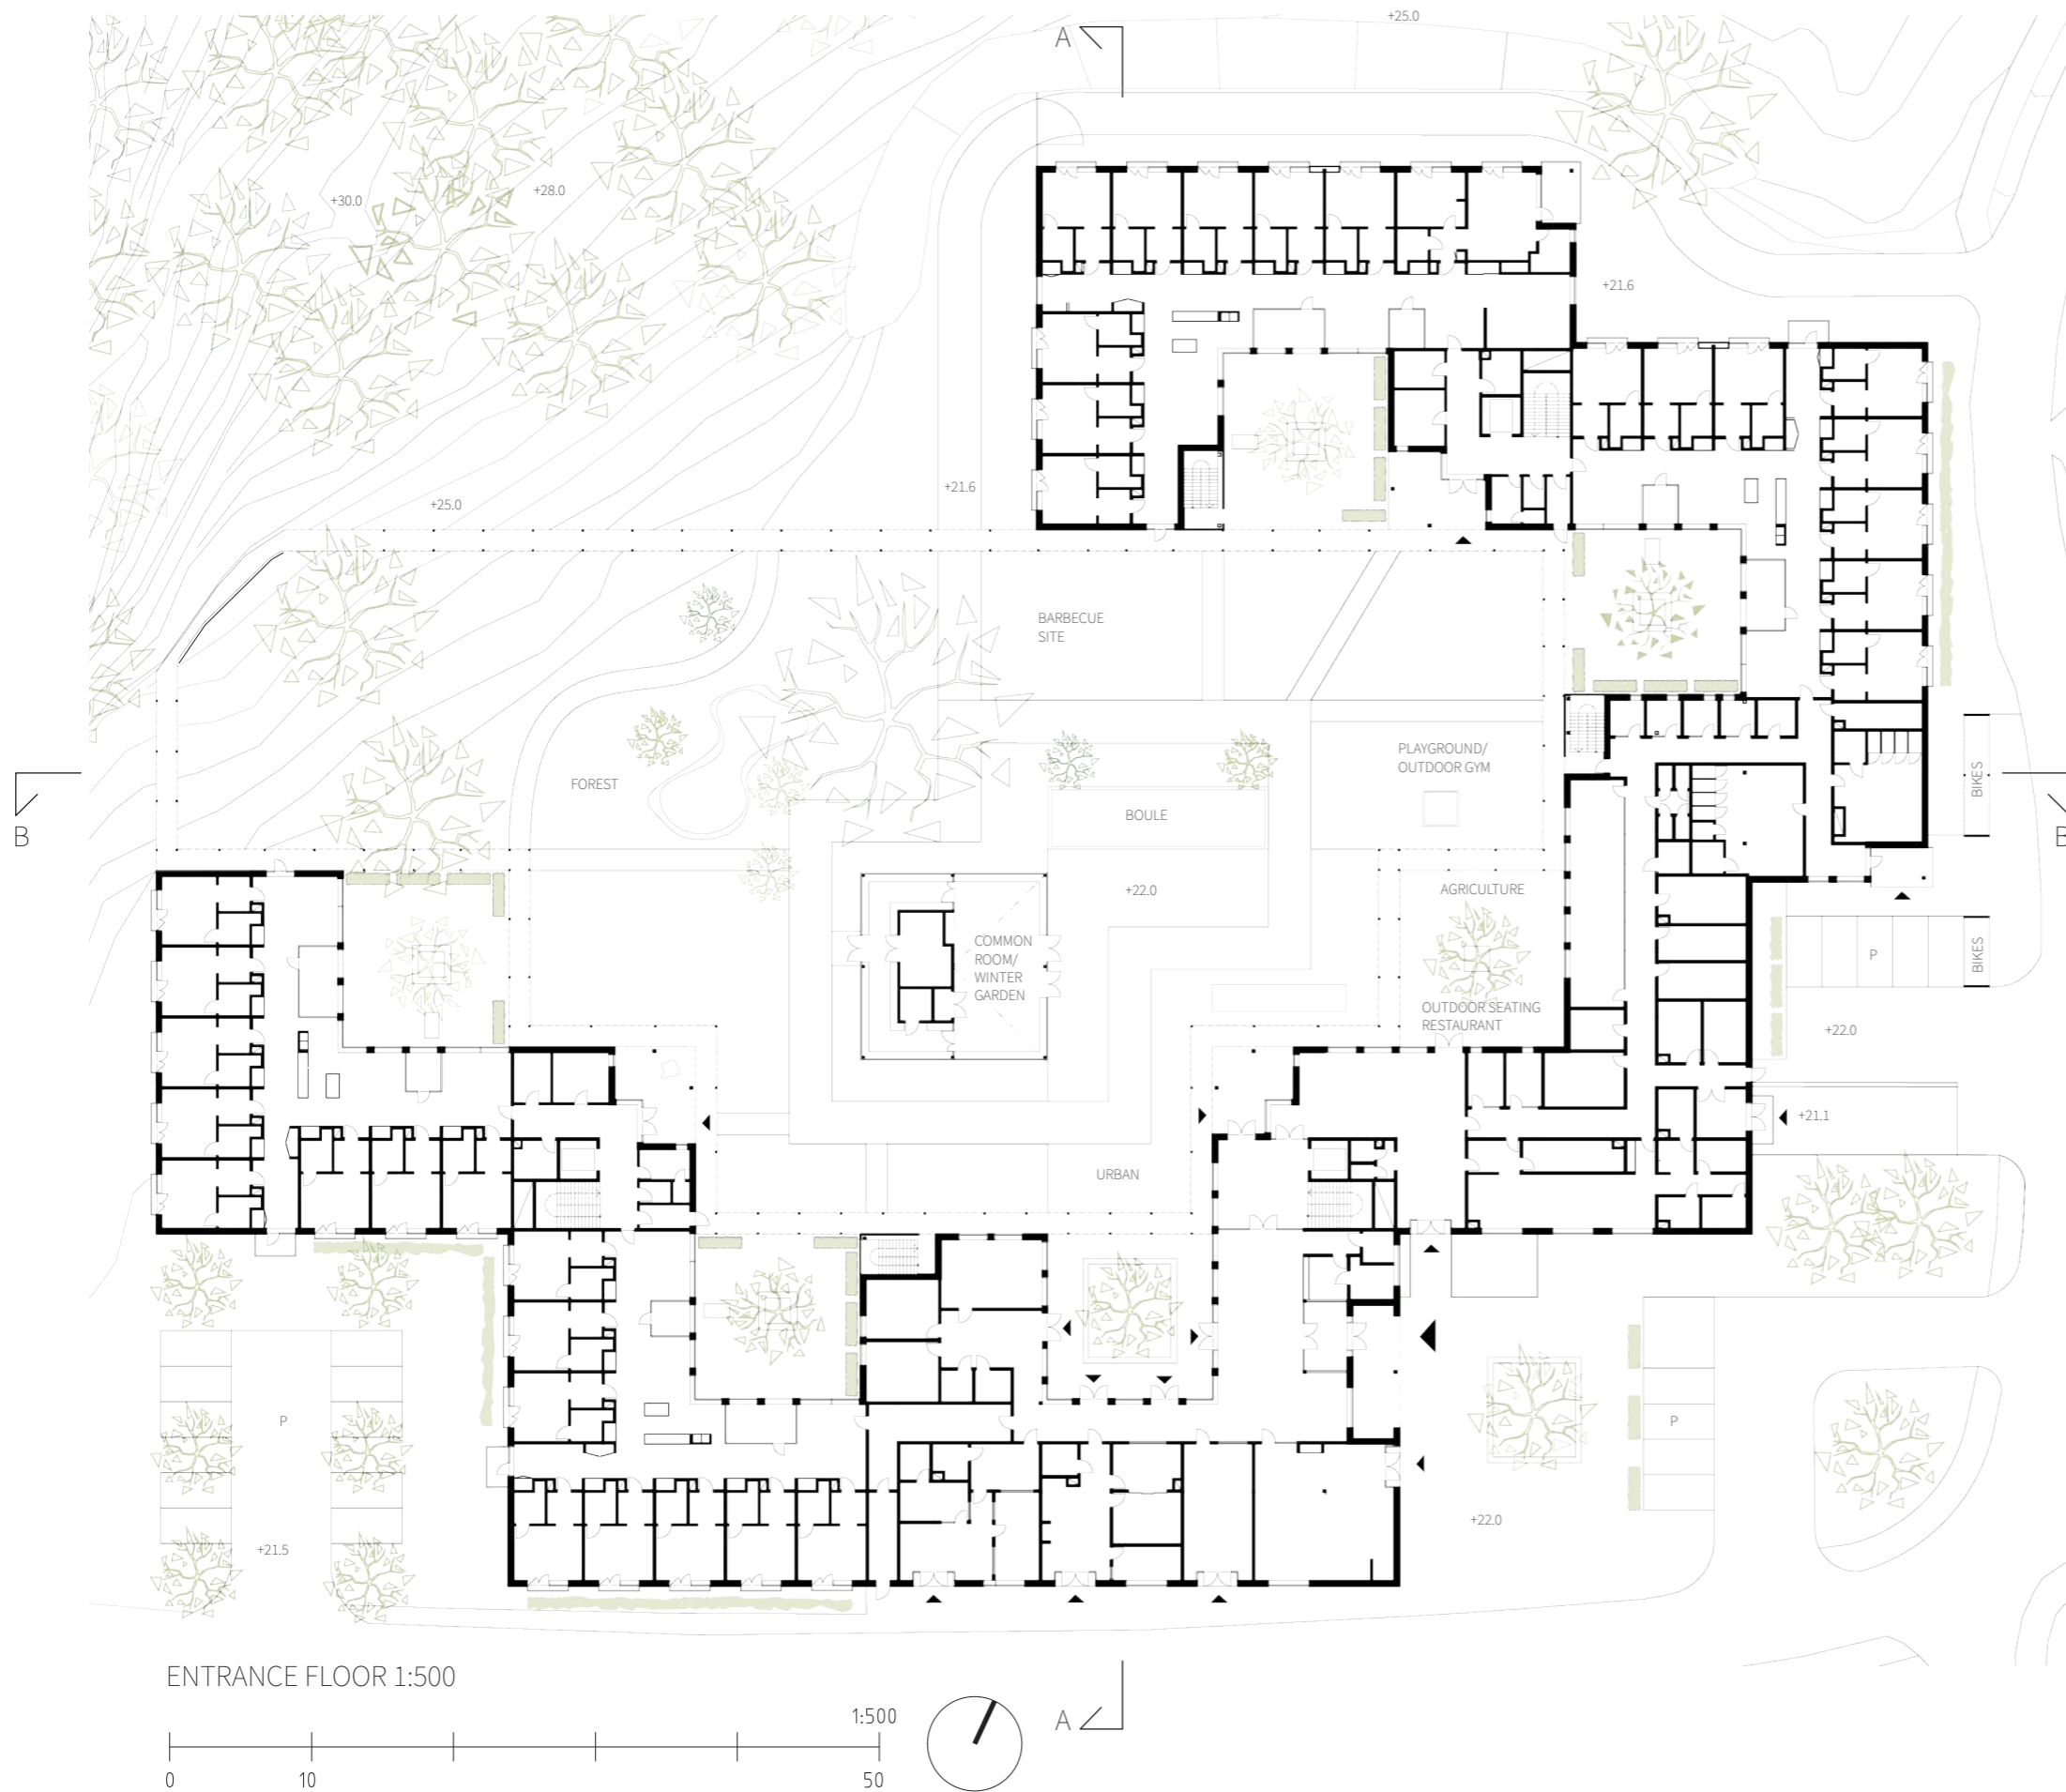 +25.0
A
+28.0
+30.0
+21.6
+25.0
+21.6
BARBECUE
SITE
PLAYGROUND/
OUTDOOR GYM
FOREST
BIKES
BOULE
B
B
AGRICULTURE
+22.0
COMMON
ROOM/
WINTER
GARDEN
P
BIKES
OUTDOOR SEATING
RESTAURANT
+22.0
+21.1
URBAN
P
P
+22.0
+21.5
ENTRANCE FLOOR 1:500
1:500
A
0
10
50